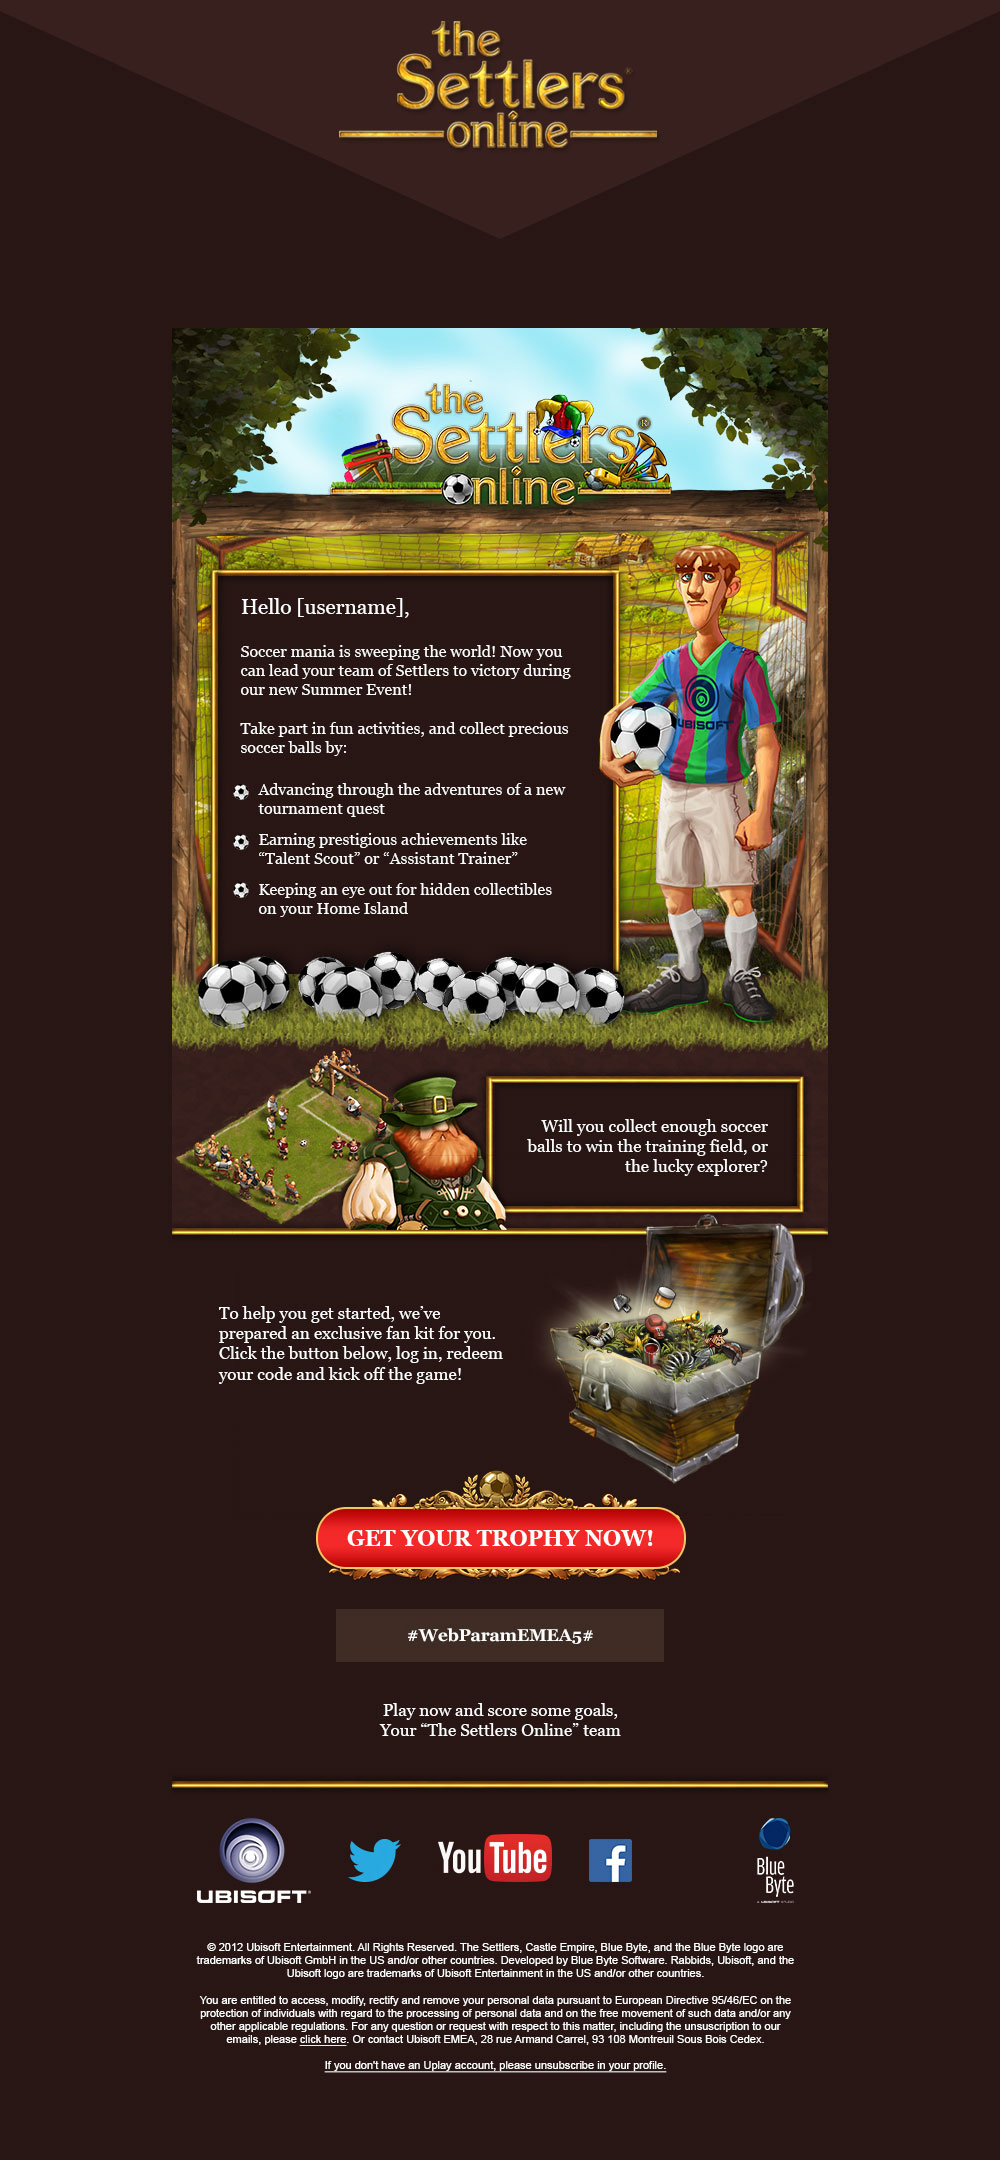 the
Settlers
online
the
Settlers®
online
Hello [username],
Soccer mania is sweeping the world! Now you
can lead your team of Settlers to victory during
our new Summer Event!
Take part in fun activities, and collect precious
soccer balls by:
Advancing through the adventures of a new
tournament quest
Earning prestigious achievements like
“Talent Scout” or “Assistant Trainer”
Keeping an eye out for hidden collectibles
on your Home Island
UBISOFT
Will you collect enough soccer
balls to win the training field, or
the lucky explorer?
To help you get started, we’ve
prepared an exclusive fan kit for you.
Click the button below, log in, redeem
your code and kick off the game!
GET YOUR TROPHY NOW!
#WebParamEMEA5#
Play now and score some goals,
Your “The Settlers Online” team
UBISOFT
YouTube
f
Blue
Byte
© 2012 Ubisoft Entertainment. All Rights Reserved. The Settlers, Castle Empire, Blue Byte, and the Blue Byte logo are
trademarks of Ubisoft GmbH in the US and/or other countries. Developed by Blue Byte Software. Rabbids, Ubisoft, and the
Ubisoft logo are trademarks of Ubisoft Entertainment in the US and/or other countries.
You are entitled to access, modify, rectify and remove your personal data pursuant to European Directive 95/46/EC on the
protection of individuals with regard to the processing of personal data and on the free movement of such data and/or any
other applicable regulations. For any question or request with respect to this matter, including the unsuscription to our
emails, please click here. Or contact Ubisoft EMEA, 28 rue Armand Carrel, 93 108 Montreuil Sous Bois Cedex.
If you don't have an Uplay account, please unsubscribe in your profile.